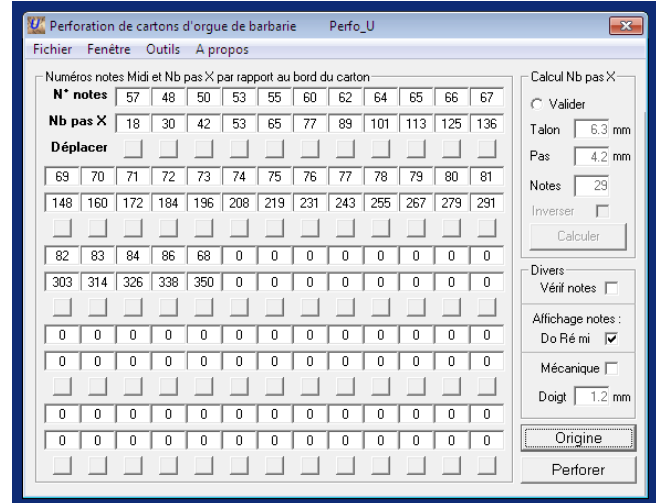 Perforation de cartons d'orgue de barbarie Perfo_U
Fichier Fenêtre Outils A propos
Numéros notes Midi et Nb pas X par rapport au bord du carton
N° notes 57 48 50 53 55 60 62 64 65 66 67
Nb pas X 18 30 42 53 65 77 89 101 113 125 136
Déplacer
69 70 71 72 73 74 75 76 77 78 79 80 81
148 160 172 184 196 208 219 231 243 255 267 279 291
82 83 84 86 68 0 0 0 0 0 0 0 0
303 314 326 338 350 0 0 0 0 0 0 0 0
0 0 0 0 0 0 0 0 0 0 0 0 0
0 0 0 0 0 0 0 0 0 0 0 0 0
0 0 0 0 0 0 0 0 0 0 0 0 0
0 0 0 0 0 0 0 0 0 0 0 0 0
Calcul Nb pas X
Valider
Talon 6.3 mm
Pas 4.2 mm
Notes 29
Inverser
Calculer
Divers
Vérif notes
Affichage notes :
Do Ré mi
Mécanique
Doigt 1.2 mm
Origine
Perforer